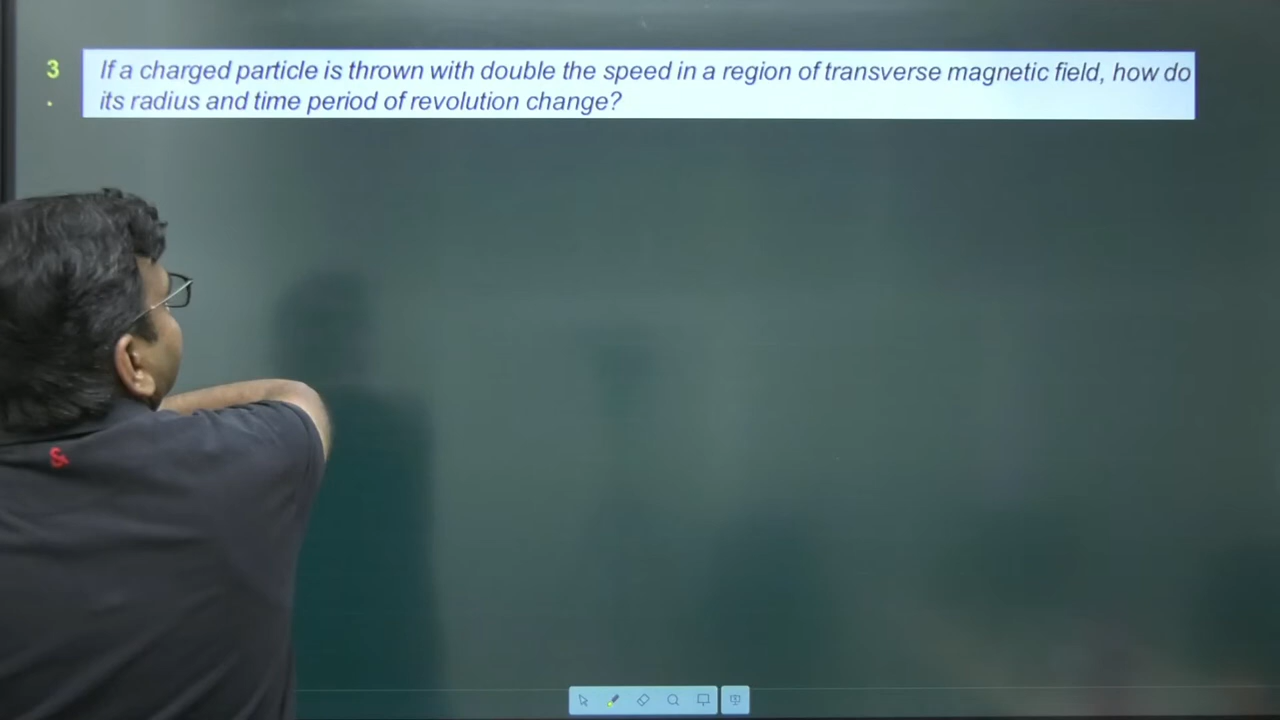 3 If a charged particle is thrown with double the speed in a region of transverse magnetic field, how do
. its radius and time period of revolution change?
&